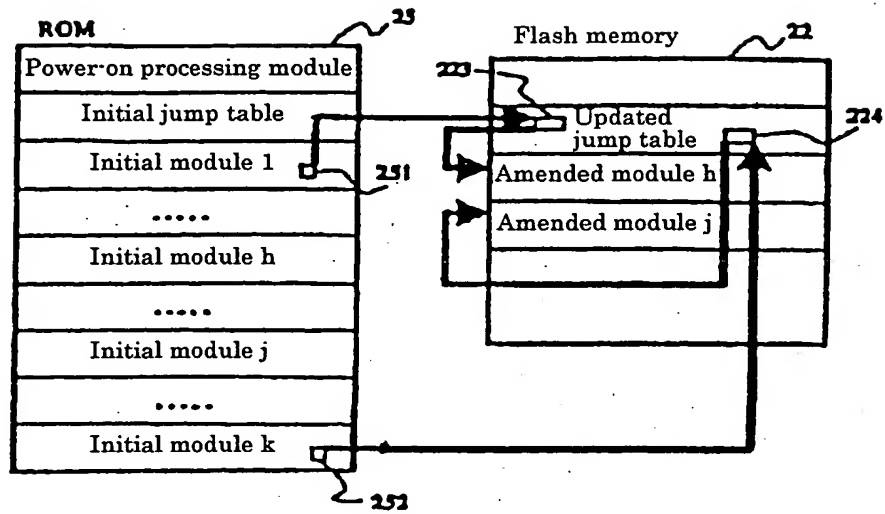 ROM
25
Power-on processing module
Initial jump table
Initial module 1
251
.....
Initial module h
.....
Initial module j
.....
Initial module k
252
Flash memory
22
223
Updated
jump table
224
Amended module h
Amended module j